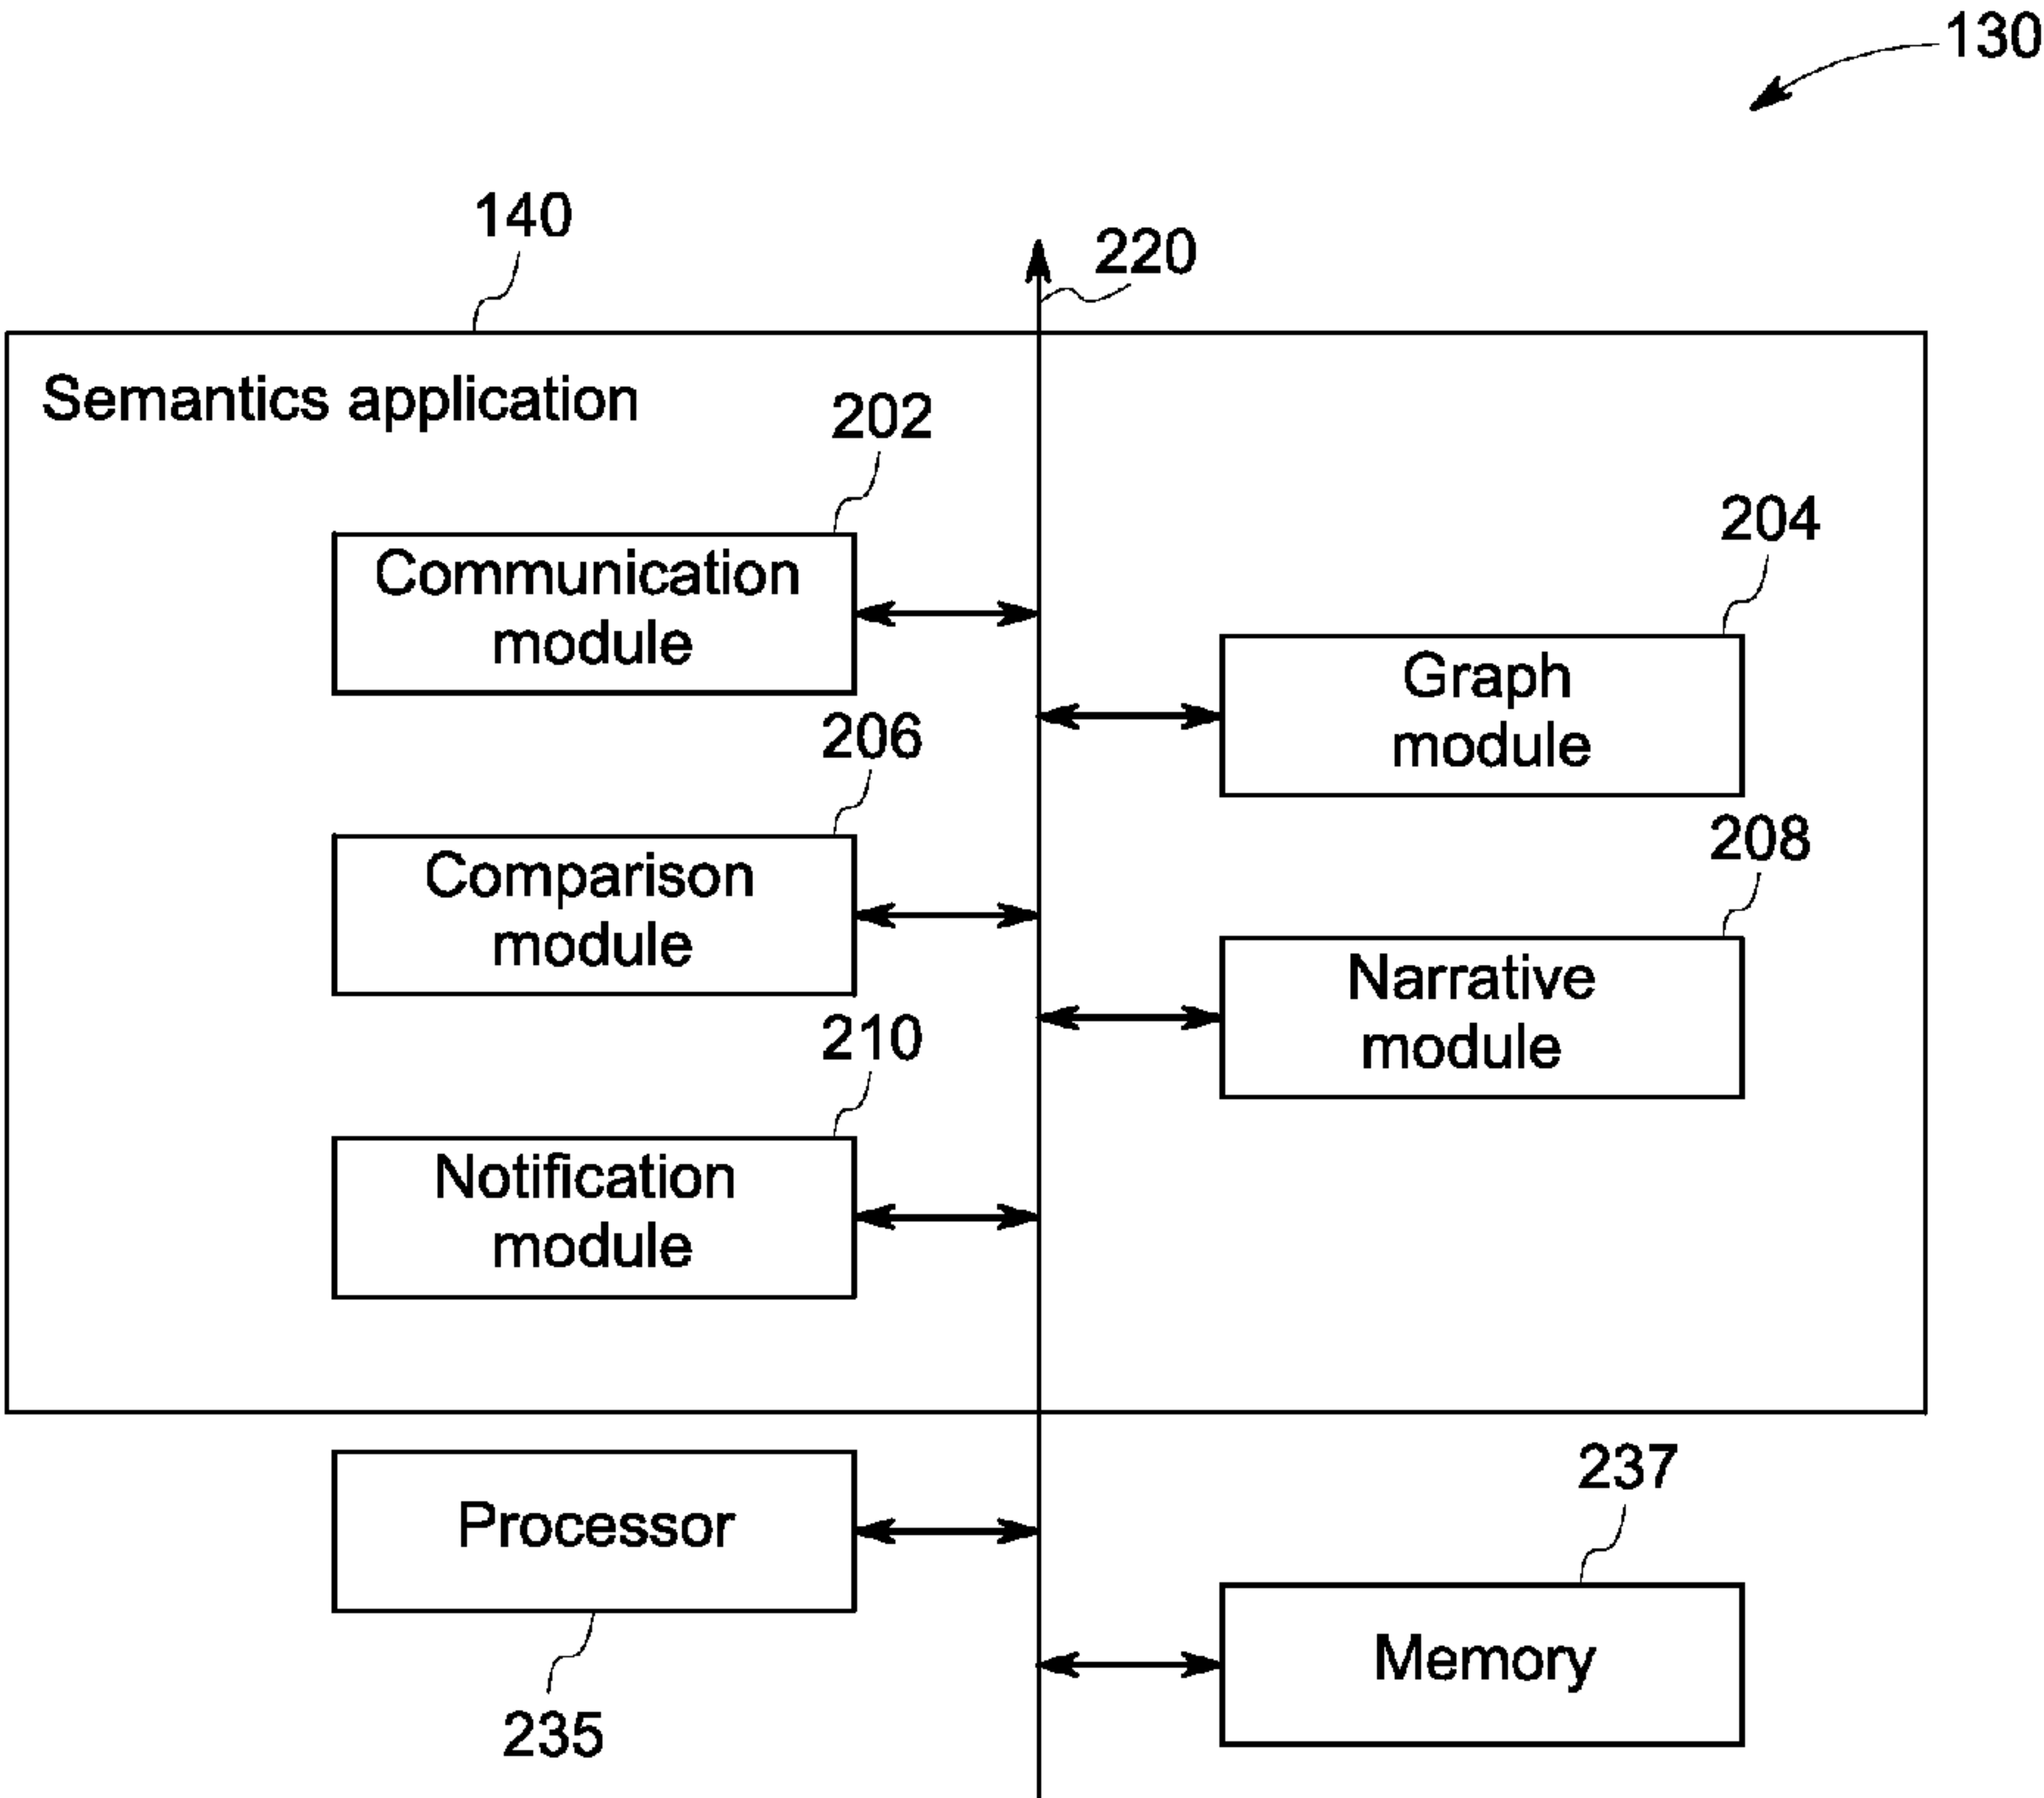 130
140
220
Semantics application
202
Communication
module
204
Graph
module
206
Comparison
module
208
Narrative
module
210
Notification
module
Processor
235
237
Memory